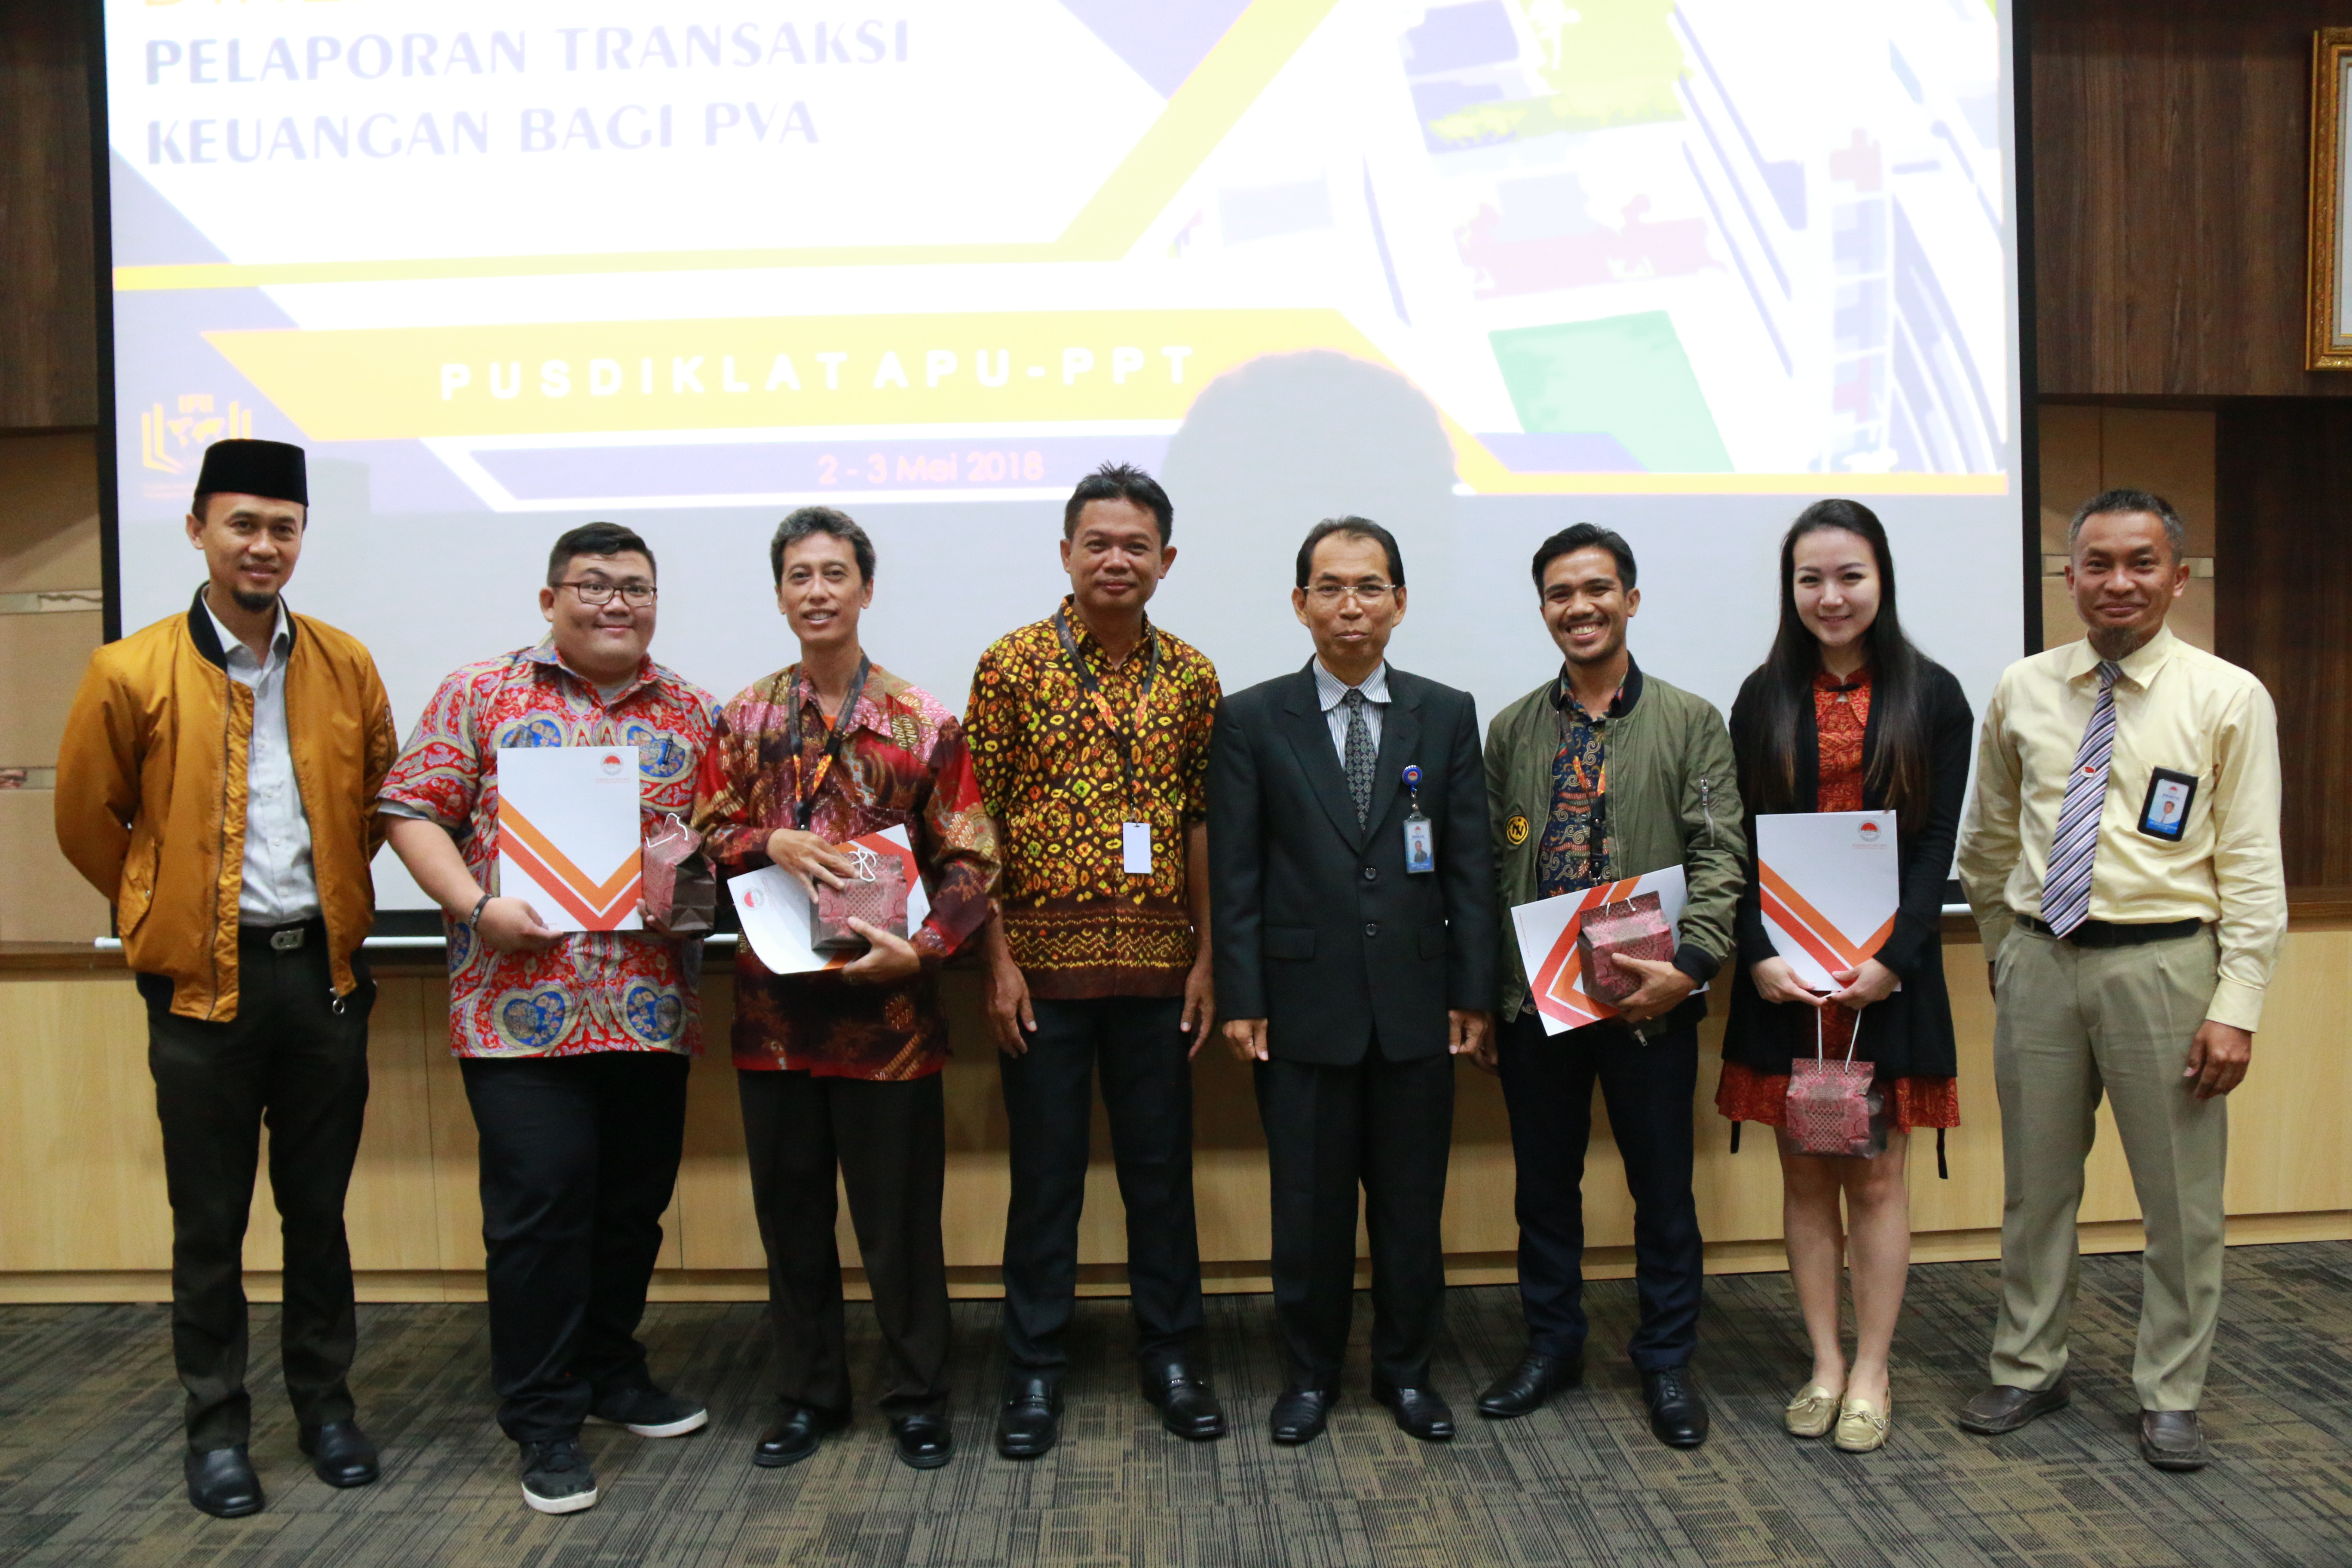 PELAPORAN TRANSAKSI
KEUANGAN BAGI PVA
PUSDIKLAT APU-PPT
2 - 3 Mei 2018